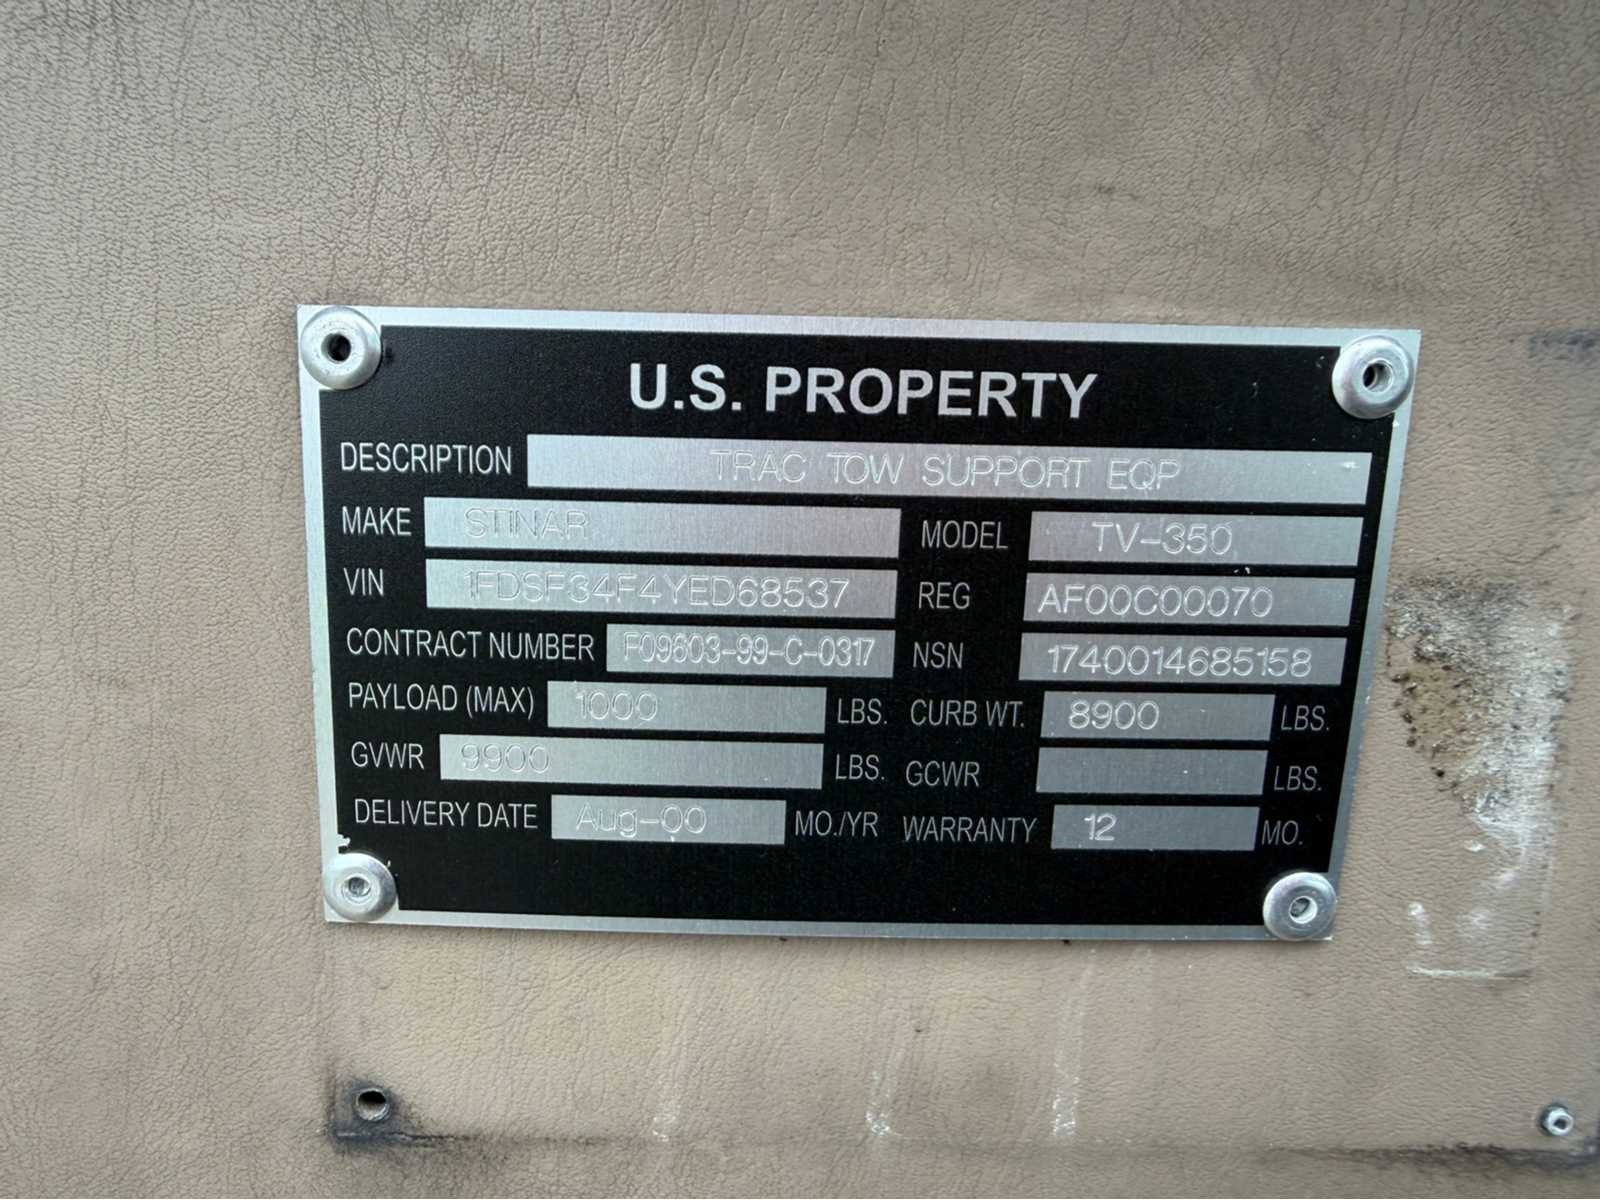 U.S. PROPERTY
DESCRIPTION TRAC TOW SUPPORT EQP
MAKE STINAR MODEL TV-350
VIN 1FDSF34F4YED68537 REG AF00C00070
CONTRACT NUMBER F09603-99-C-0317 NSN 1740014685158
PAYLOAD (MAX) 1000 LBS. CURB WT. 8900 LBS.
GVWR 9900 LBS. GCWR LBS.
DELIVERY DATE Aug-00 MO./YR WARRANTY 12 MO.